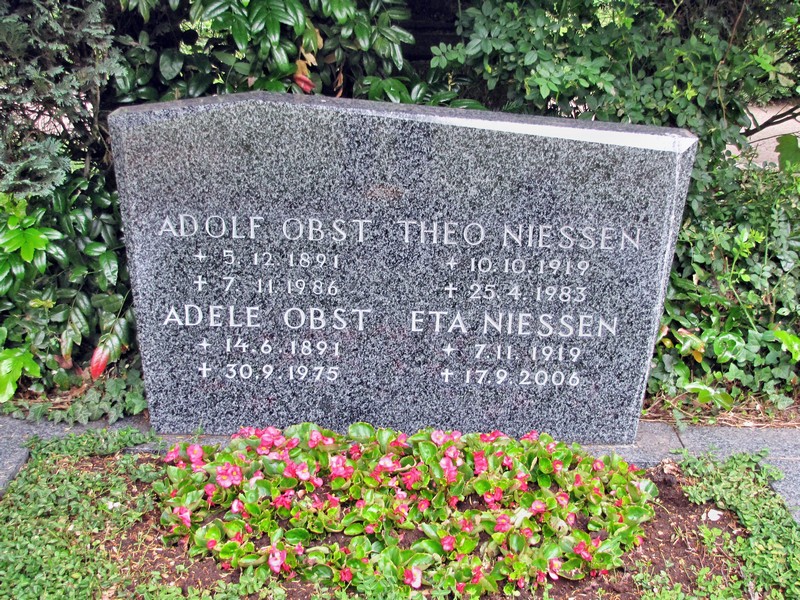 ADOLF OBST
+ 5.12.1891
+ 7.11.1986
ADELE OBST
+ 14.6.1891
+ 30.9.1975
THEO NIESSEN
+ 10.10.1919
+ 25.4.1983
ETA NIESSEN
+ 7.11.1919
+ 17.9.2006